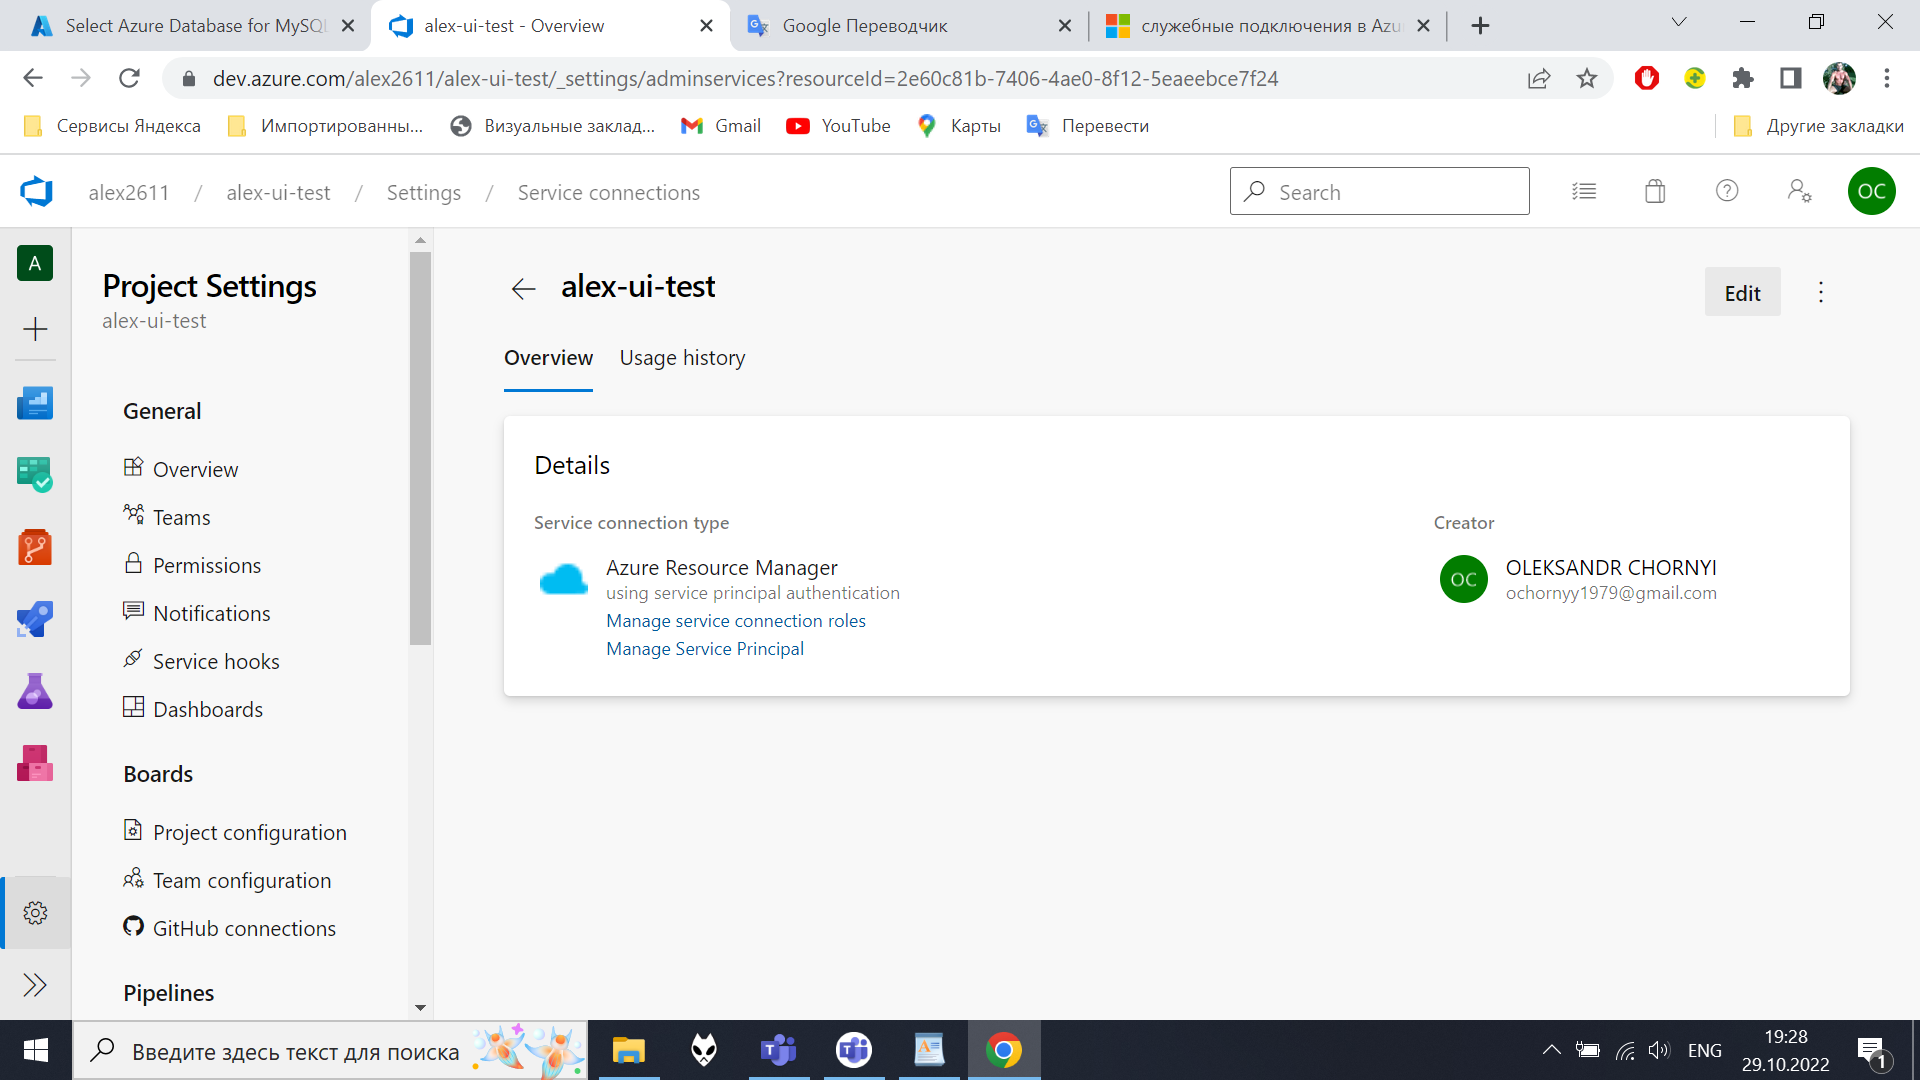 Select Azure Database for MySQL
alex-ui-test - Overview
Google Переводчик
служебные подключения в Azu
dev.azure.com/alex2611/alex-ui-test/_settings/adminservices?resourceId=2e60c81b-7406-4ae0-8f12-5eaeebce7f24
Сервисы Яндекса
Импортированны...
Визуальные заклад...
Gmail
YouTube
Карты
Перевести
Другие закладки
alex2611 / alex-ui-test / Settings / Service connections
Search
OC
A
Project Settings
alex-ui-test
General
Overview
Teams
Permissions
Notifications
Service hooks
Dashboards
Boards
Project configuration
Team configuration
GitHub connections
Pipelines
alex-ui-test
Edit
Overview
Usage history
Details
Service connection type
Azure Resource Manager
using service principal authentication
Manage service connection roles
Manage Service Principal
Creator
OC
OLEKSANDR CHORNYI
ochornyy1979@gmail.com
Введите здесь текст для поиска
ENG
19:28
29.10.2022
1